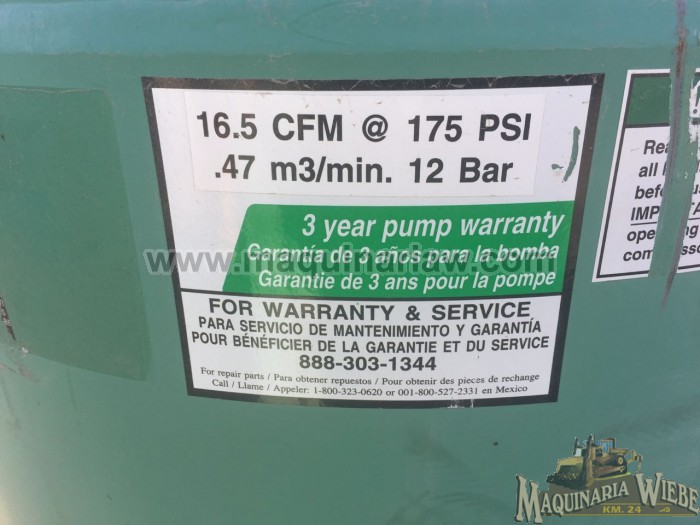 16.5 CFM @ 175 PSI
.47 m3/min. 12 Bar
3 year pump warranty
Garantía de 3 años para la bomba
Garantie de 3 ans pour la pompe
FOR WARRANTY & SERVICE
PARA SERVICIO DE MANTENIMIENTO Y GARANTÍA
POUR BÉNÉFICIER DE LA GARANTIE ET DU SERVICE
888-303-1344
For repair parts / Para obtener repuestos / Pour obtenir des pieces de rechange
Call / Llame / Appeler: 1-800-323-0620 or 001-800-527-2331 en Mexico
all
operating
www.maquinariaw.com
MAQUINARIA WIEBE
KM. 24